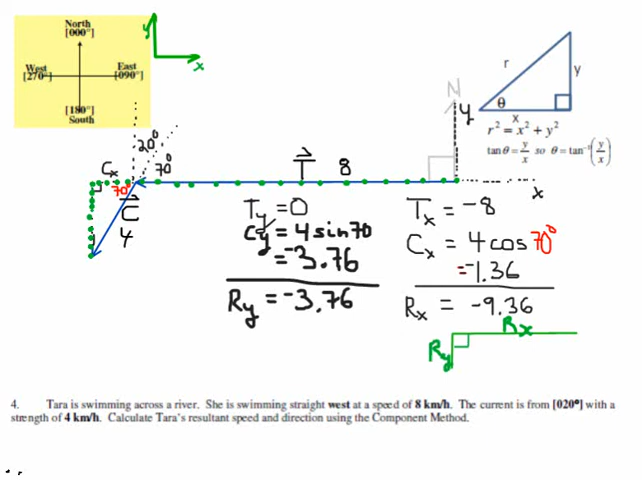 North
[000°]
West
[270°]
East
[090°]
[180°]
South
y
x
r
y
θ
x
r² = x² + y²
tan θ = y/x so θ = tan⁻¹(y/x)
N
y
20°
70°
Cx
70°
T 8
x
C
4
Ty = 0
Cy = 4 sin 70
= -3.76
Ry = -3.76
Tx = -8
Cx = 4 cos 70°
= -1.36
Rx = -9.36
Rx
Ry
4. Tara is swimming across a river. She is swimming straight west at a speed of 8 km/h. The current is from [020°] with a
strength of 4 km/h. Calculate Tara's resultant speed and direction using the Component Method.